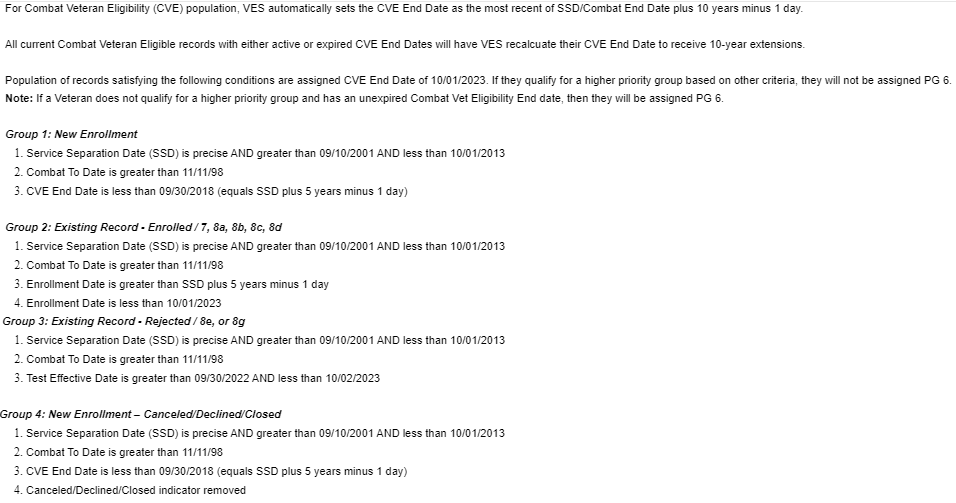 For Combat Veteran Eligibility (CVE) population, VES automatically sets the CVE End Date as the most recent of SSD/Combat End Date plus 10 years minus 1 day.
All current Combat Veteran Eligible records with either active or expired CVE End Dates will have VES recalcuate their CVE End Date to receive 10-year extensions.
Population of records satisfying the following conditions are assigned CVE End Date of 10/01/2023. If they qualify for a higher priority group based on other criteria, they will not be assigned PG 6.
Note: If a Veteran does not qualify for a higher priority group and has an unexpired Combat Vet Eligibility End date, then they will be assigned PG 6.
Group 1: New Enrollment
1. Service Separation Date (SSD) is precise AND greater than 09/10/2001 AND less than 10/01/2013
2. Combat To Date is greater than 11/11/98
3. CVE End Date is less than 09/30/2018 (equals SSD plus 5 years minus 1 day)
Group 2: Existing Record - Enrolled / 7, 8a, 8b, 8c, 8d
1. Service Separation Date (SSD) is precise AND greater than 09/10/2001 AND less than 10/01/2013
2. Combat To Date is greater than 11/11/98
3. Enrollment Date is greater than SSD plus 5 years minus 1 day
4. Enrollment Date is less than 10/01/2023
Group 3: Existing Record - Rejected / 8e, or 8g
1. Service Separation Date (SSD) is precise AND greater than 09/10/2001 AND less than 10/01/2013
2. Combat To Date is greater than 11/11/98
3. Test Effective Date is greater than 09/30/2022 AND less than 10/02/2023
Group 4: New Enrollment – Canceled/Declined/Closed
1. Service Separation Date (SSD) is precise AND greater than 09/10/2001 AND less than 10/01/2013
2. Combat To Date is greater than 11/11/98
3. CVE End Date is less than 09/30/2018 (equals SSD plus 5 years minus 1 day)
4. Canceled/Declined/Closed indicator removed